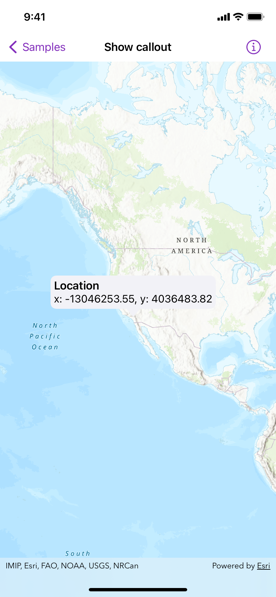 9:41
Samples
Show callout
NORTH
AMERICA
Location
x: -13046253.55, y: 4036483.82
North
Pacific
Ocean
South
IMIP, Esri, FAO, NOAA, USGS, NRCan
Powered by Esri